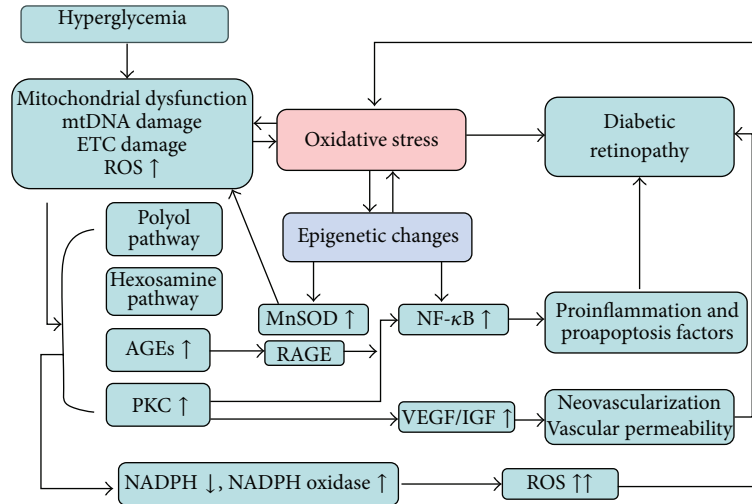 Hyperglycemia
Mitochondrial dysfunction
mtDNA damage
ETC damage
ROS ↑
Oxidative stress
Diabetic
retinopathy
Polyol
pathway
Epigenetic changes
Hexosamine
pathway
MnSOD ↑
NF-κB ↑
Proinflammation and
proapoptosis factors
AGEs ↑
RAGE
PKC ↑
VEGF/IGF ↑
Neovascularization
Vascular permeability
NADPH ↓, NADPH oxidase ↑
ROS ↑↑